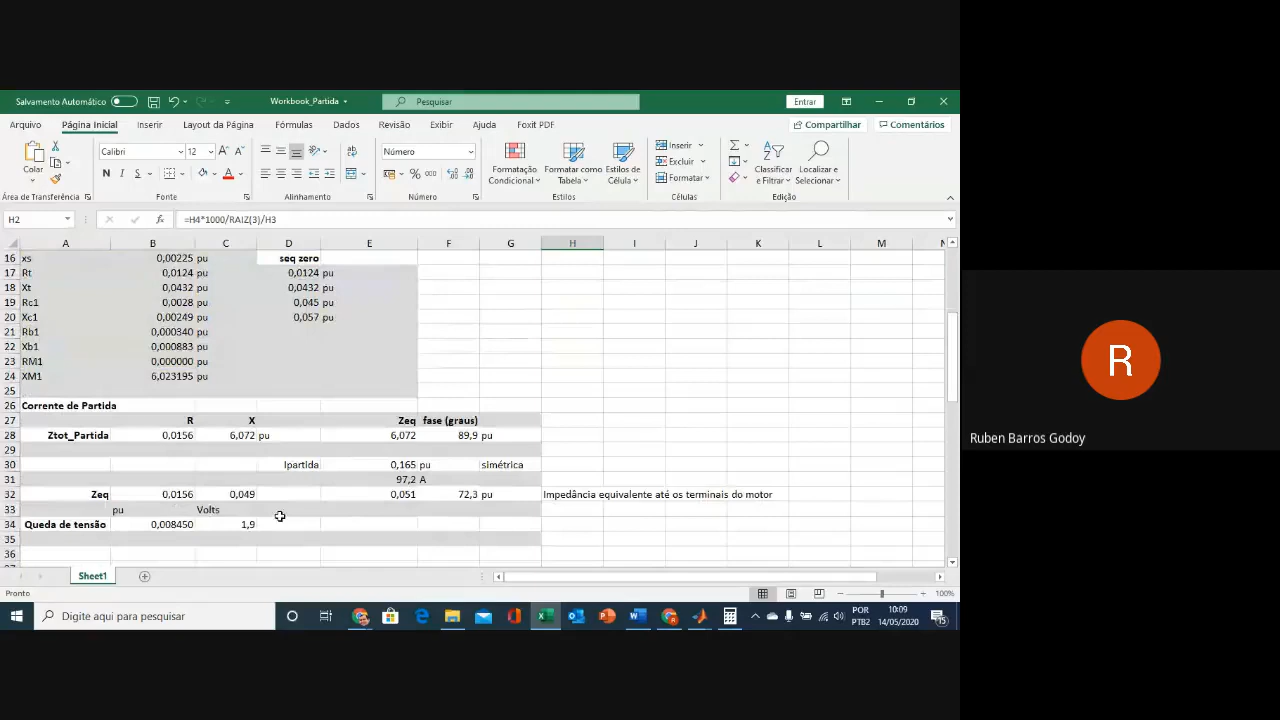 Salvamento Automático Workbook_Partida Pesquisar Entrar
Arquivo Página Inicial Inserir Layout da Página Fórmulas Dados Revisão Exibir Ajuda Foxit PDF Compartilhar Comentários
Colar Calibri 12 Número Formatação Condicional Formatar como Tabela Estilos de Célula Inserir Excluir Formatar Classificar e Filtrar Localizar e Selecionar
N I S % 000
Área de Transferência Fonte Alinhamento Número Estilos Células Edição
H2 fx =H4*1000/RAIZ(3)/H3
A B C D E F G H I J K L M N
16 xs 0,00225 pu seq zero
17 Rt 0,0124 pu 0,0124 pu
18 Xt 0,0432 pu 0,0432 pu
19 Rc1 0,0028 pu 0,045 pu
20 Xc1 0,00249 pu 0,057 pu
21 Rb1 0,000340 pu
22 Xb1 0,000883 pu
23 RM1 0,000000 pu
24 XM1 6,023195 pu
25
26 Corrente de Partida
27 R X Zeq fase (graus)
28 Ztot_Partida 0,0156 6,072 pu 6,072 89,9 pu
29
30 Ipartida 0,165 pu simétrica
31 97,2 A
32 Zeq 0,0156 0,049 0,051 72,3 pu Impedância equivalente até os terminais do motor
33 pu Volts
34 Queda de tensão 0,008450 1,9
35
36
Sheet1
Pronto 100%
Digite aqui para pesquisar POR PTB2 10:09 14/05/2020 15
R
Ruben Barros Godoy